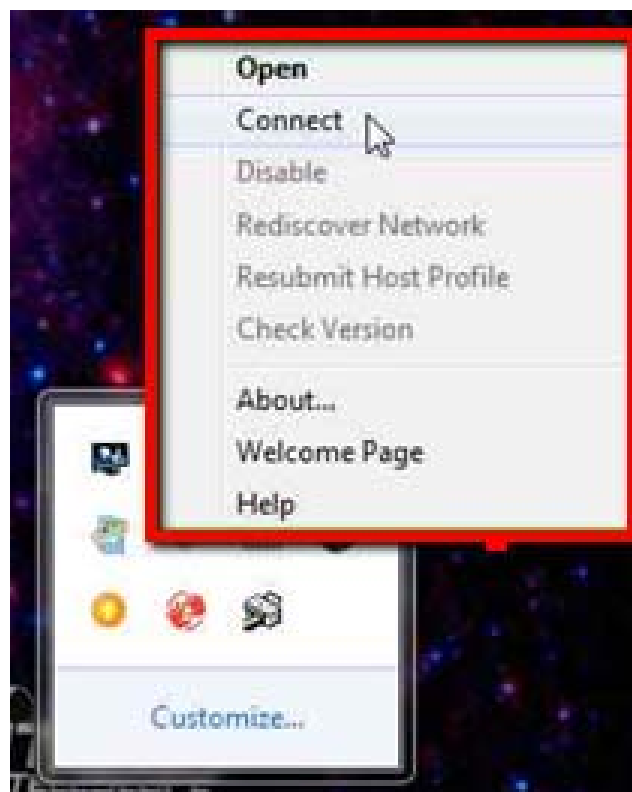 Open
Connect
Disable
Rediscover Network
Resubmit Host Profile
Check Version
About...
Welcome Page
Help
Customize...